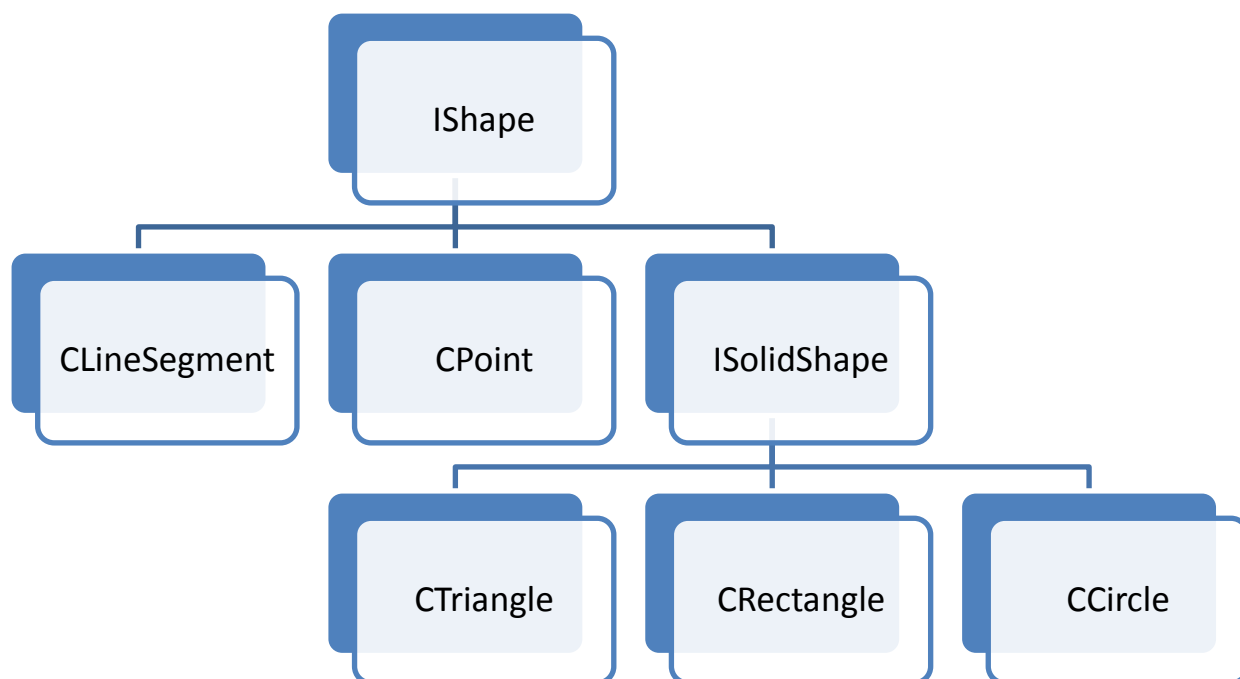 IShape
CLineSegment
CPoint
ISolidShape
CTriangle
CRectangle
CCircle